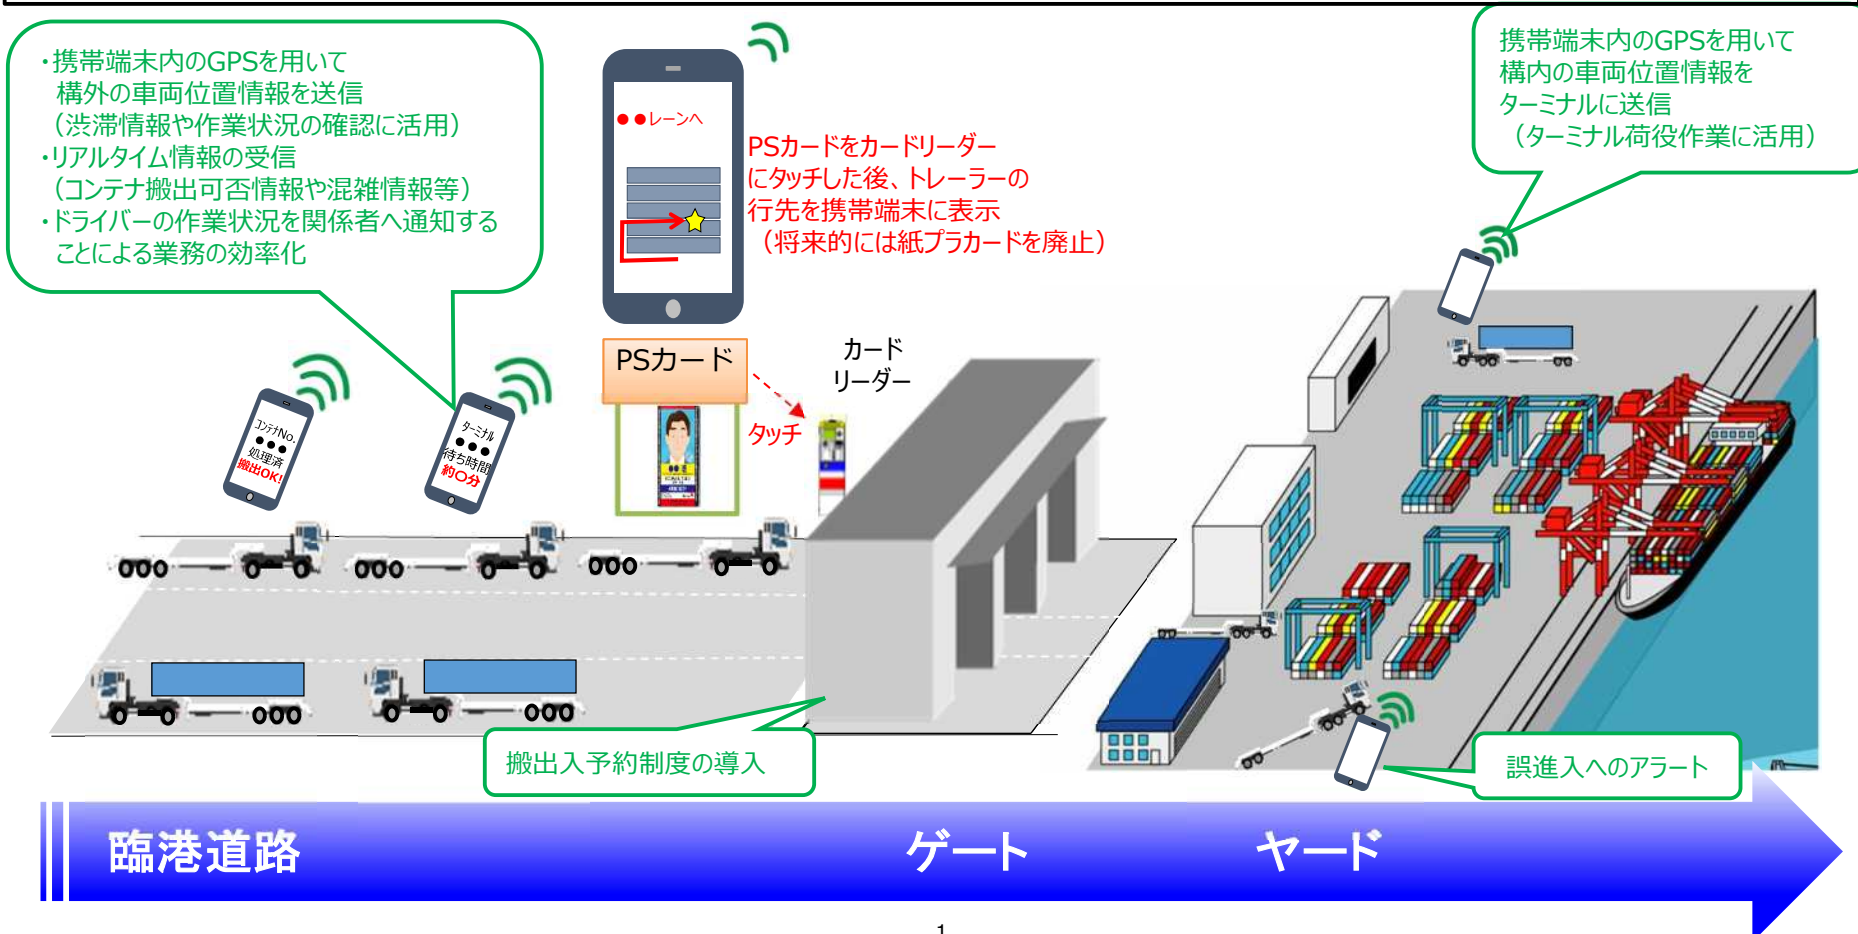 ・携帯端末内のGPSを用いて
構外の車両位置情報を送信
（渋滞情報や作業状況の確認に活用）
・リアルタイム情報の受信
（コンテナ搬出可否情報や混雑情報等）
・ドライバーの作業状況を関係者へ通知する
ことによる業務の効率化
●●レーンへ
PSカードをカードリーダー
にタッチした後、トレーラーの
行先を携帯端末に表示
（将来的には紙プラカードを廃止）
携帯端末内のGPSを用いて
構内の車両位置情報を
ターミナルに送信
（ターミナル荷役作業に活用）
コンテナNo.
●●●
処理済
搬出OK!
ターミナル
●●●
待ち時間
約〇分
PSカード
タッチ
カード
リーダー
搬出入予約制度の導入
誤進入へのアラート
臨港道路
ゲート
ヤード
1